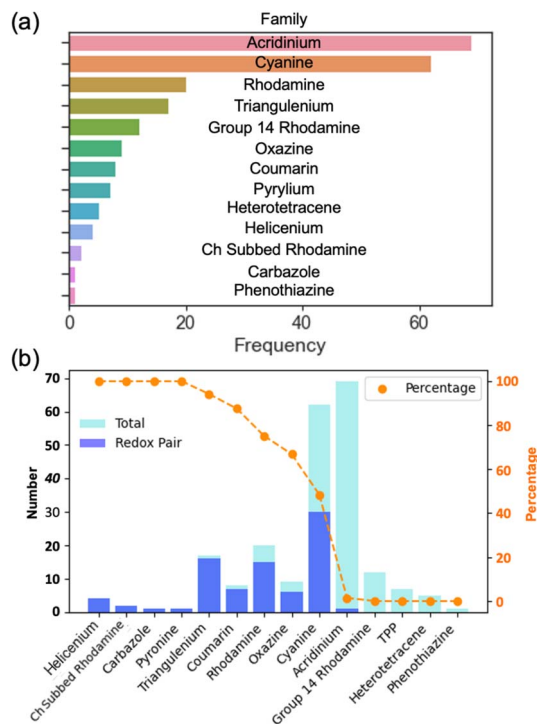 (a)
Family
Acridinium
Cyanine
Rhodamine
Triangulenium
Group 14 Rhodamine
Oxazine
Coumarin
Pyrylium
Heterotetracene
Helicenium
Ch Subbed Rhodamine
Carbazole
Phenothiazine
0 20 40 60
Frequency
(b)
70
60
50
40
30
20
10
0
Number
Total
Redox Pair
Percentage
100
80
60
40
20
0
Percentage
Helicenium
Ch Subbed Rhodamine
Carbazole
Pyronine
Triangulenium
Coumarin
Rhodamine
Oxazine
Cyanine
Acridinium
Group 14 Rhodamine
TPP
Heterotetracene
Phenothiazine